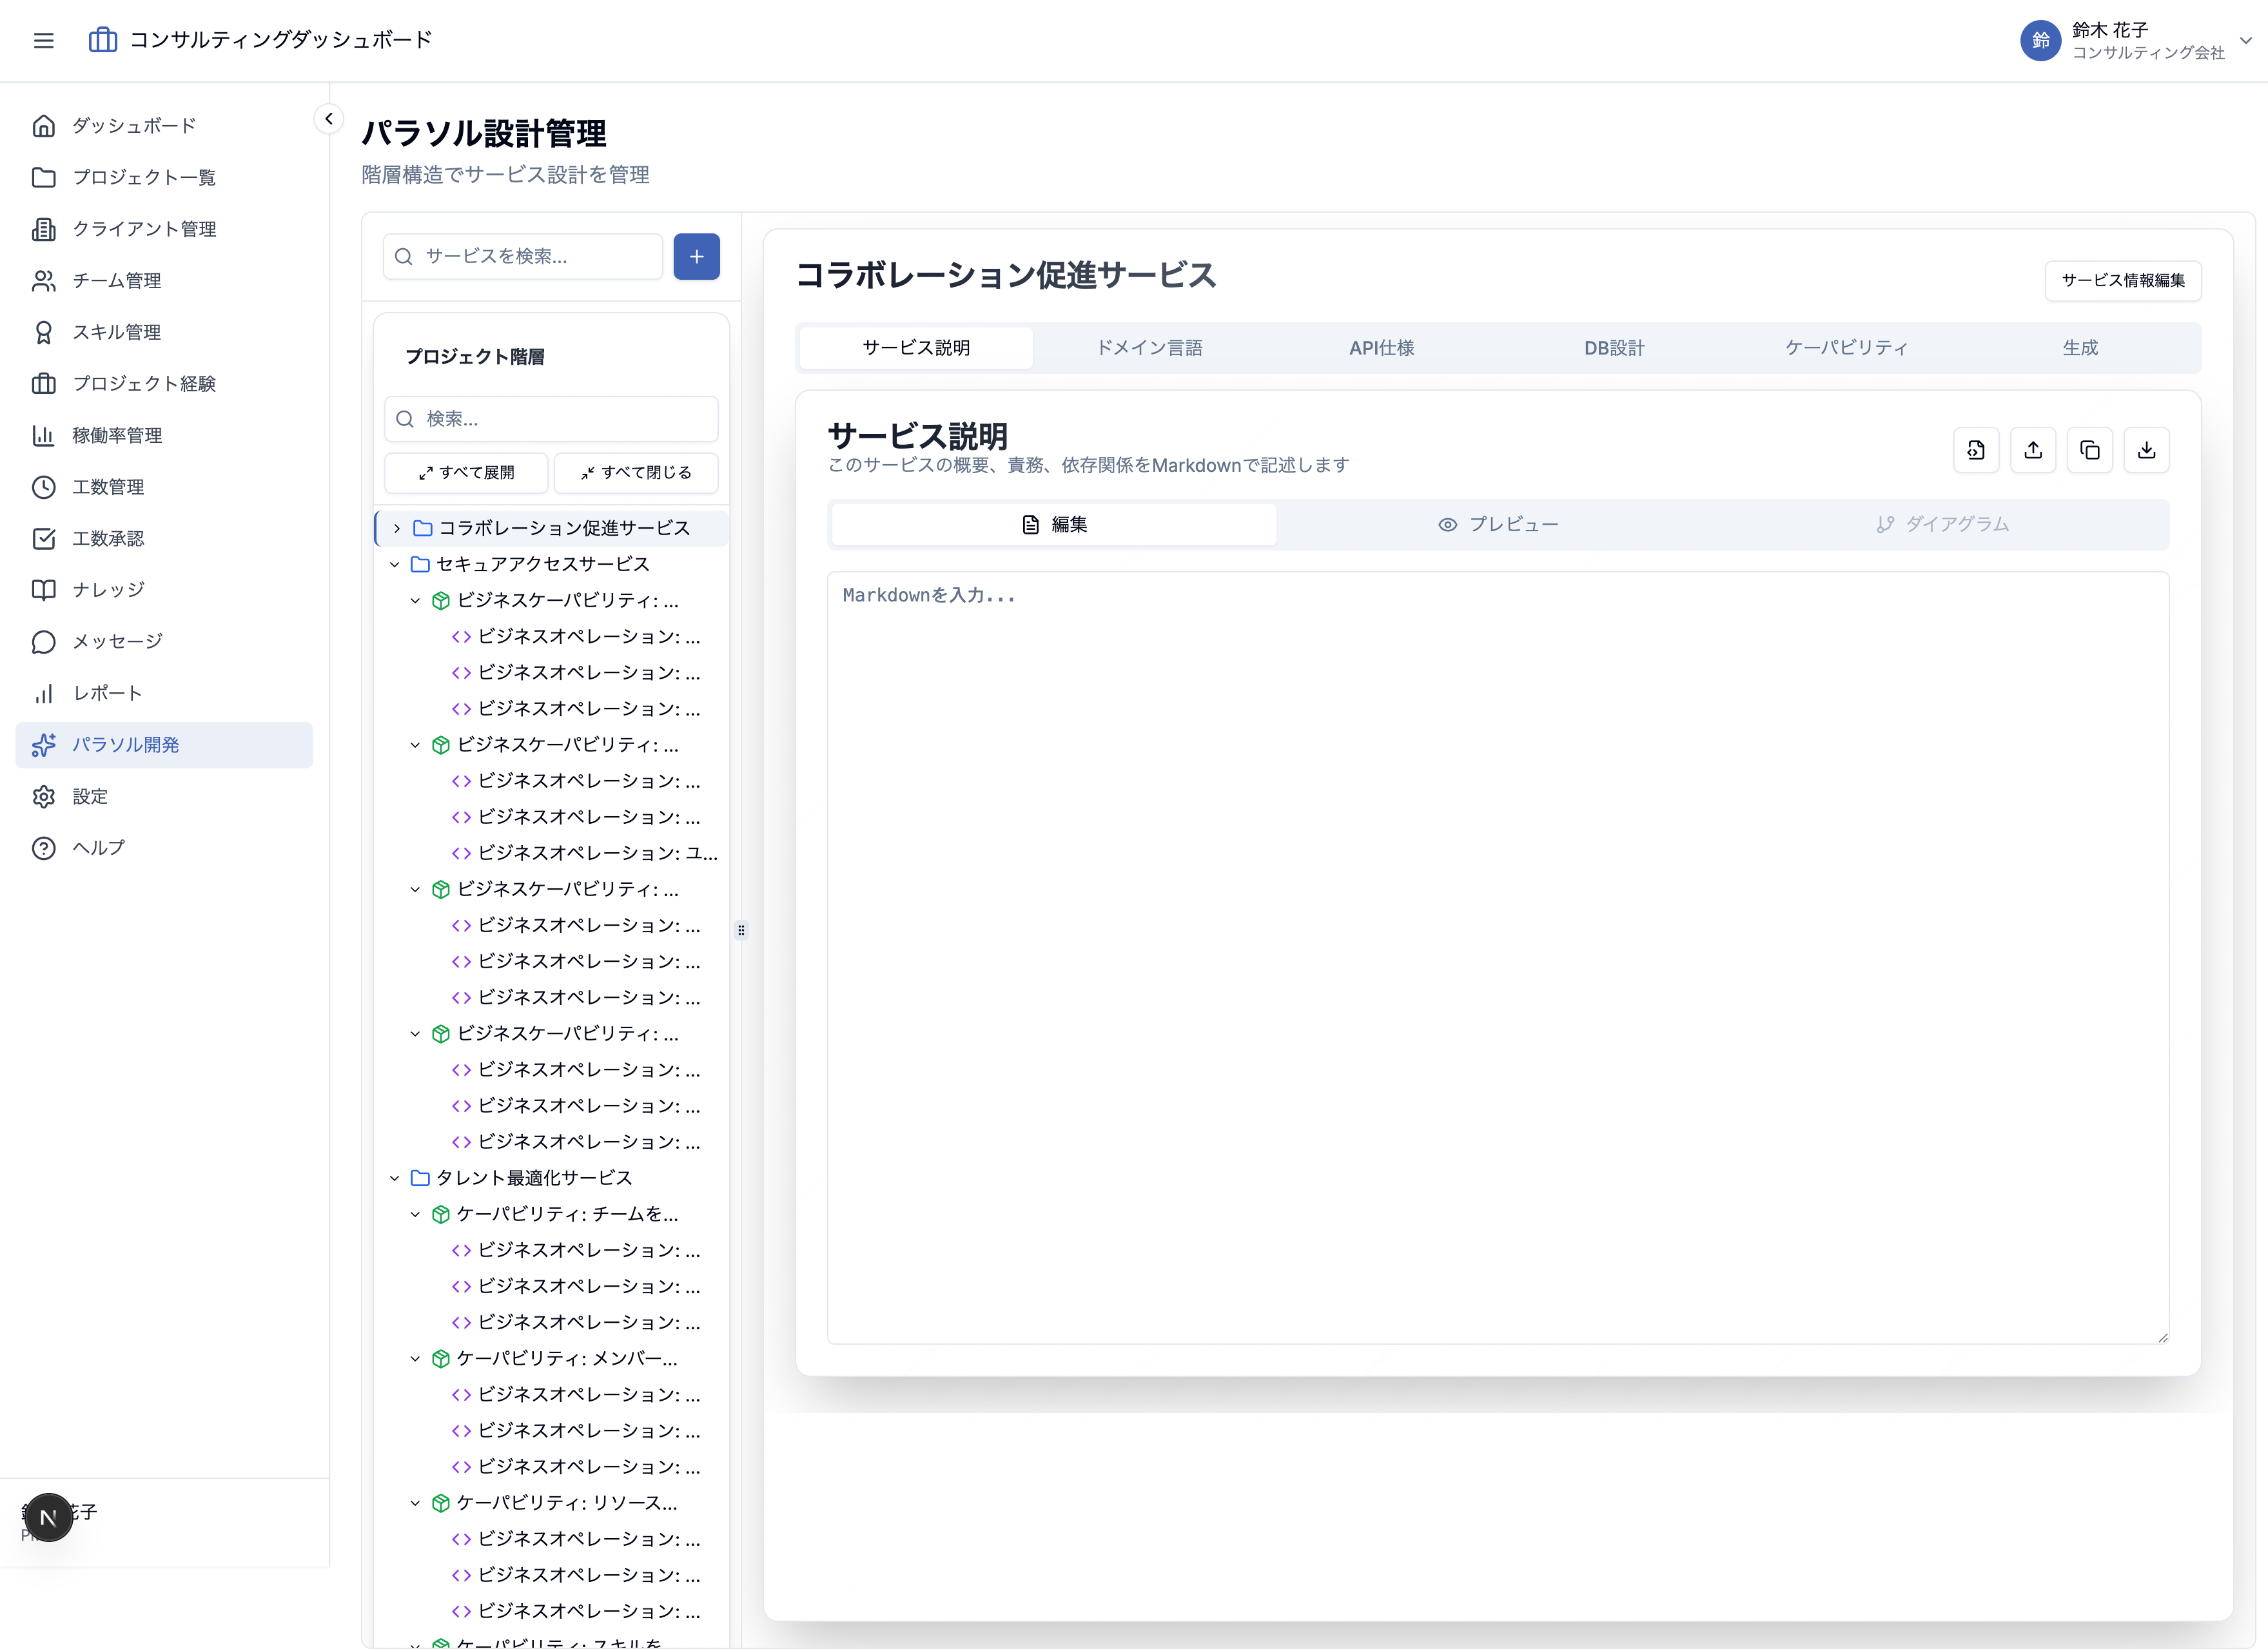 コンサルティングダッシュボード
鈴
鈴木 花子
コンサルティング会社
ダッシュボード
プロジェクト一覧
クライアント管理
チーム管理
スキル管理
プロジェクト経験
稼働率管理
工数管理
工数承認
ナレッジ
メッセージ
レポート
パラソル開発
設定
ヘルプ
花子
N
パラソル設計管理
階層構造でサービス設計を管理
サービスを検索...
プロジェクト階層
検索...
すべて展開
すべて閉じる
コラボレーション促進サービス
セキュアアクセスサービス
ビジネスケーパビリティ: ...
ビジネスオペレーション: ...
ビジネスオペレーション: ...
ビジネスオペレーション: ...
ビジネスケーパビリティ: ...
ビジネスオペレーション: ...
ビジネスオペレーション: ...
ビジネスオペレーション: ユ...
ビジネスケーパビリティ: ...
ビジネスオペレーション: ...
ビジネスオペレーション: ...
ビジネスオペレーション: ...
ビジネスケーパビリティ: ...
ビジネスオペレーション: ...
ビジネスオペレーション: ...
ビジネスオペレーション: ...
タレント最適化サービス
ケーパビリティ: チームを...
ビジネスオペレーション: ...
ビジネスオペレーション: ...
ビジネスオペレーション: ...
ケーパビリティ: メンバー...
ビジネスオペレーション: ...
ビジネスオペレーション: ...
ビジネスオペレーション: ...
ケーパビリティ: リソース...
ビジネスオペレーション: ...
ビジネスオペレーション: ...
ビジネスオペレーション: ...
ケーパビリティ: スキルを
コラボレーション促進サービス
サービス情報編集
サービス説明
ドメイン言語
API仕様
DB設計
ケーパビリティ
生成
サービス説明
このサービスの概要、責務、依存関係をMarkdownで記述します
編集
プレビュー
ダイアグラム
Markdownを入力...